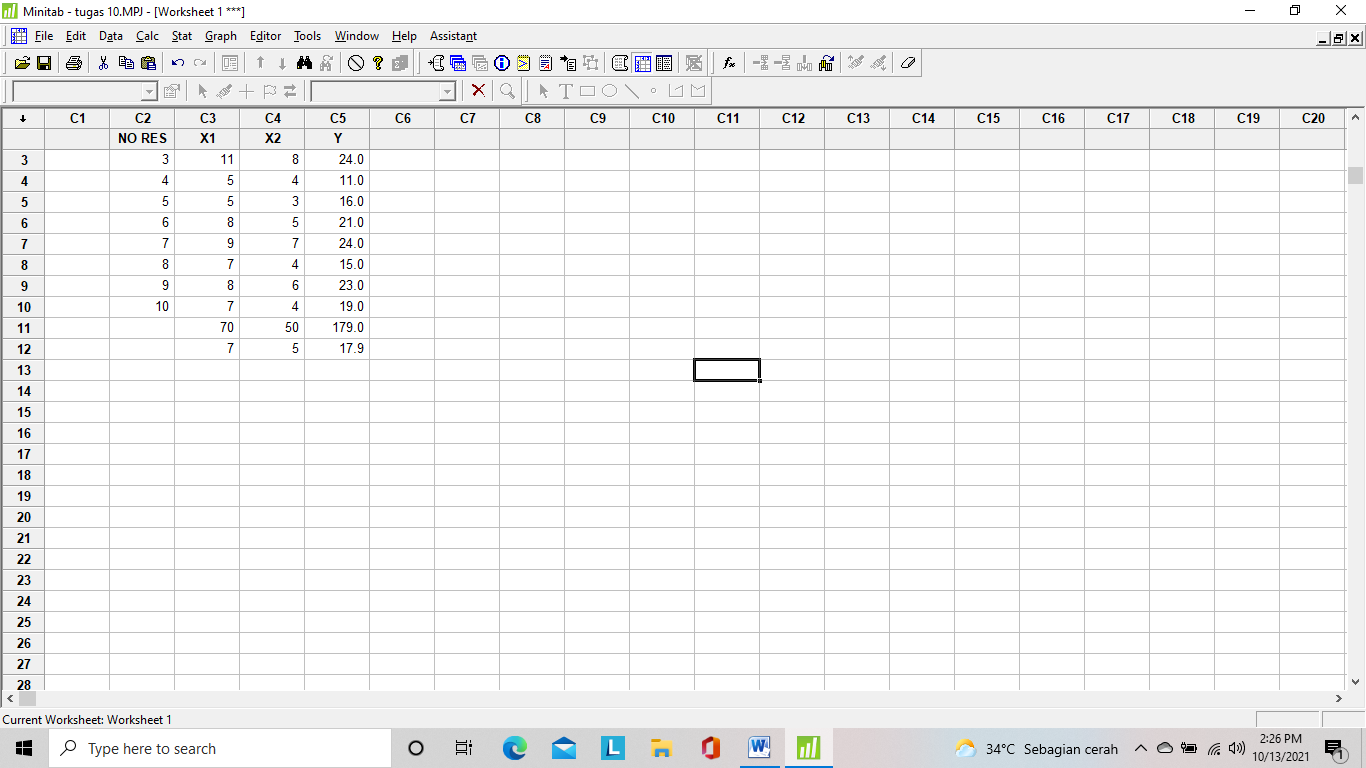 Minitab - tugas 10.MPJ - [Worksheet 1 ***]
File Edit Data Calc Stat Graph Editor Tools Window Help Assistant
C1 C2 C3 C4 C5 C6 C7 C8 C9 C10 C11 C12 C13 C14 C15 C16 C17 C18 C19 C20
NO RES X1 X2 Y
3 3 11 8 24.0
4 4 5 4 11.0
5 5 5 3 16.0
6 6 8 5 21.0
7 7 9 7 24.0
8 8 7 4 15.0
9 9 8 6 23.0
10 10 7 4 19.0
11 70 50 179.0
12 7 5 17.9
13
14
15
16
17
18
19
20
21
22
23
24
25
26
27
28
Current Worksheet: Worksheet 1
Type here to search
34°C Sebagian cerah
2:26 PM
10/13/2021
1